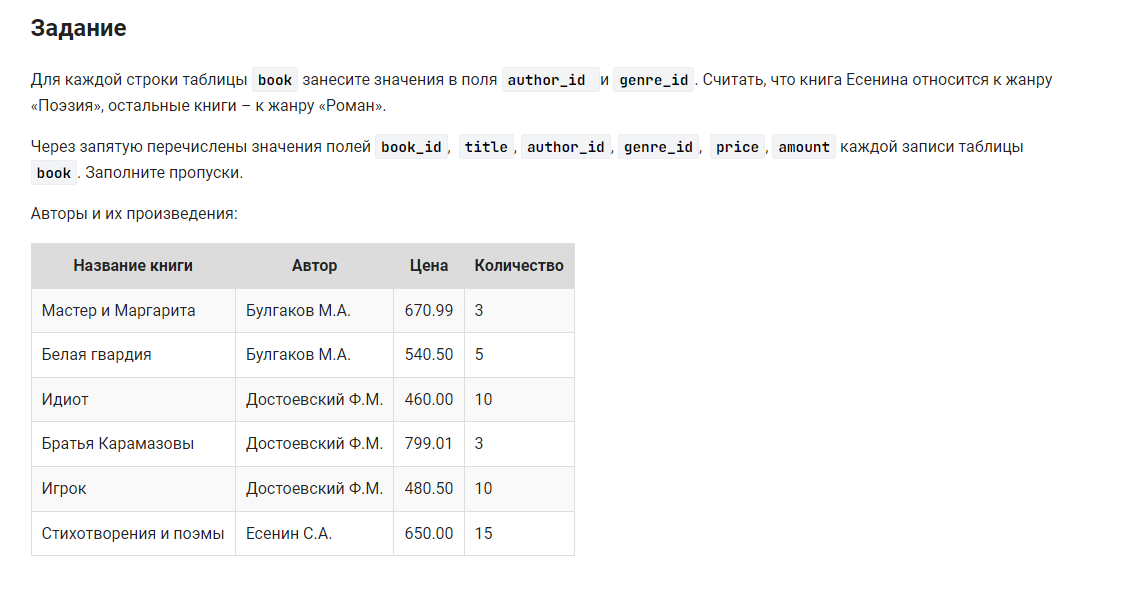 Задание
Для каждой строки таблицы book занесите значения в поля author_id и genre_id. Считать, что книга Есенина относится к жанру
«Поэзия», остальные книги – к жанру «Роман».
Через запятую перечислены значения полей book_id, title, author_id, genre_id, price, amount каждой записи таблицы
book. Заполните пропуски.
Авторы и их произведения:
Название книги Автор Цена Количество
Мастер и Маргарита Булгаков М.А. 670.99 3
Белая гвардия Булгаков М.А. 540.50 5
Идиот Достоевский Ф.М. 460.00 10
Братья Карамазовы Достоевский Ф.М. 799.01 3
Игрок Достоевский Ф.М. 480.50 10
Стихотворения и поэмы Есенин С.А. 650.00 15